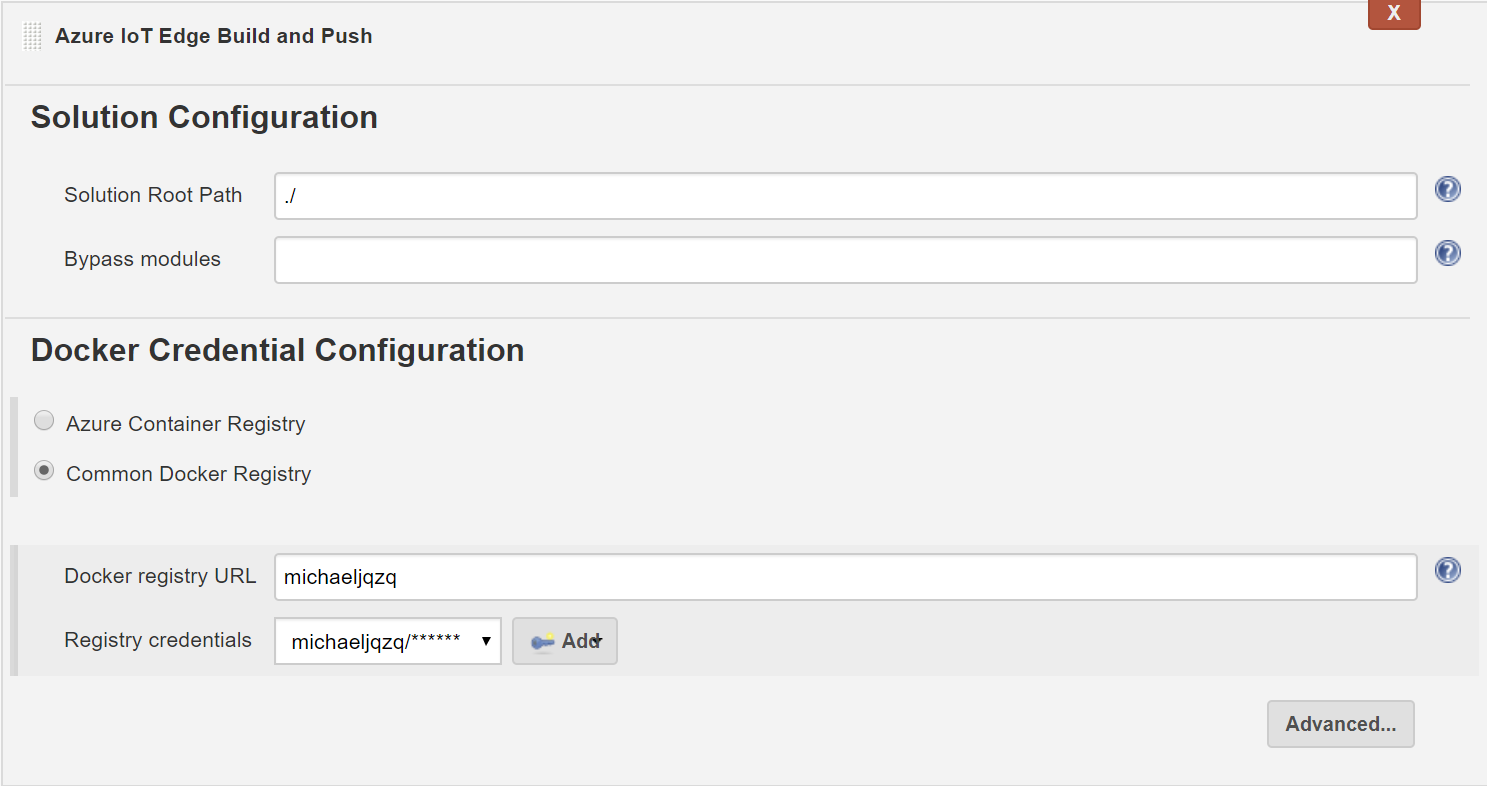 X
Azure IoT Edge Build and Push
Solution Configuration
Solution Root Path ./
Bypass modules
Docker Credential Configuration
Azure Container Registry
Common Docker Registry
Docker registry URL michaeljqzq
Registry credentials michaeljqzq/****** Add
Advanced...